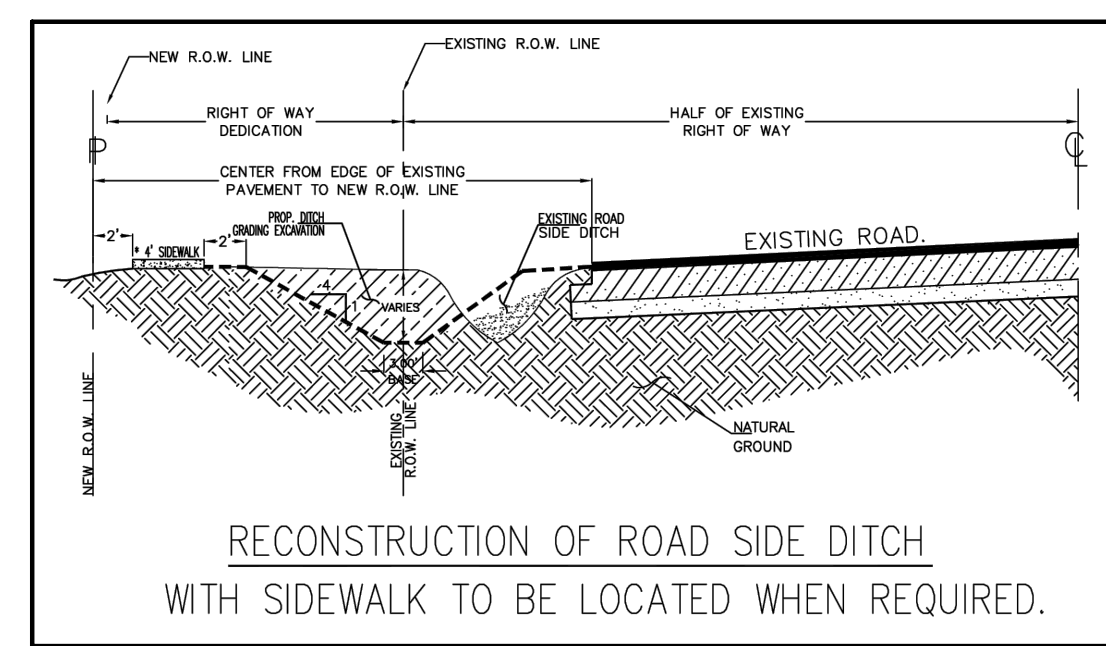 NEW R.O.W. LINE
EXISTING R.O.W. LINE
RIGHT OF WAY
DEDICATION
HALF OF EXISTING
RIGHT OF WAY
P
CL
CENTER FROM EDGE OF EXISTING
PAVEMENT TO NEW R.O.W. LINE
2'
* 4' SIDEWALK
2'
PROP. DITCH
GRADING EXCAVATION
EXISTING ROAD
SIDE DITCH
EXISTING ROAD.
4
1
VARIES
3.00'
BASE
NEW R.O.W. LINE
EXISTING
R.O.W. LINE
NATURAL
GROUND
RECONSTRUCTION OF ROAD SIDE DITCH
WITH SIDEWALK TO BE LOCATED WHEN REQUIRED.